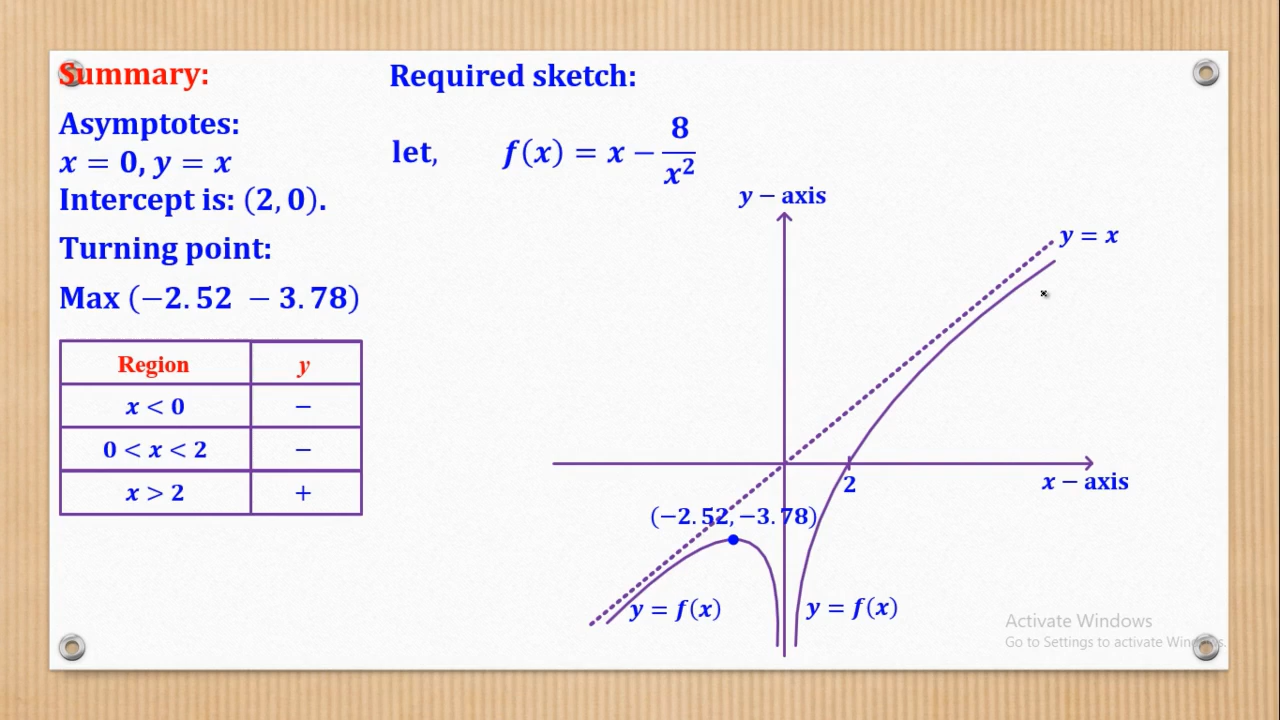 Summary:
Asymptotes:
x = 0, y = x
Intercept is: (2, 0).
Turning point:
Max (−2.52 −3.78)
Region y
x < 0 −
0 < x < 2 −
x > 2 +
Required sketch:
let, f(x) = x − 8/x²
y − axis
y = x
2
x − axis
(−2.52, −3.78)
y = f(x)
y = f(x)
Activate Windows
Go to Settings to activate Windows.